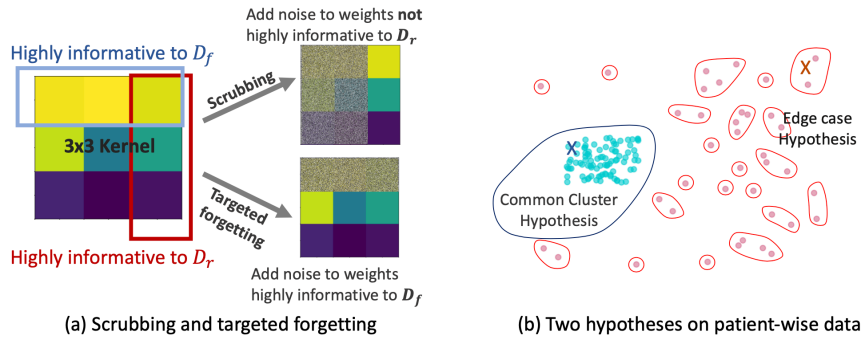 Highly informative to D_f
3x3 Kernel
Highly informative to D_r
Scrubbing
Targeted
forgetting
Add noise to weights not
highly informative to D_r
Add noise to weights
highly informative to D_f
(a) Scrubbing and targeted forgetting
X
X
Edge case
Hypothesis
Common Cluster
Hypothesis
(b) Two hypotheses on patient-wise data